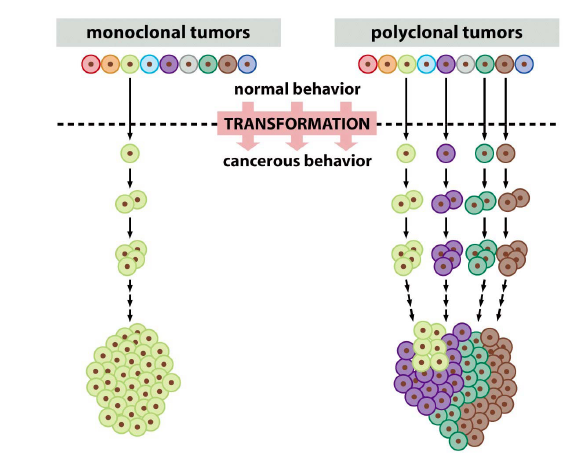 monoclonal tumors
polyclonal tumors
normal behavior
TRANSFORMATION
cancerous behavior